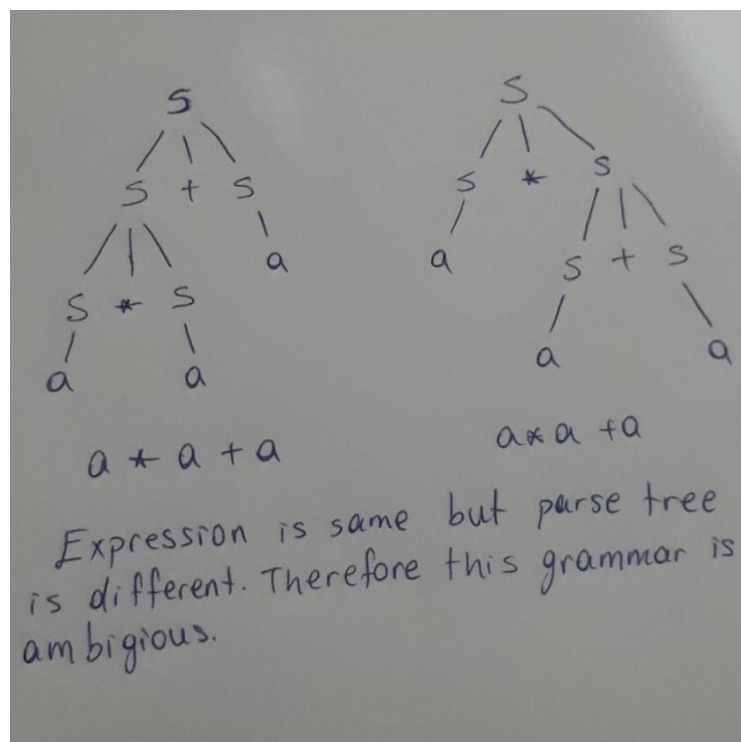 S S
S + S S * S
a a S + S
S * S
a a a a
a * a + a a * a + a
Expression is same but parse tree
is different. Therefore this grammar is
ambigious.